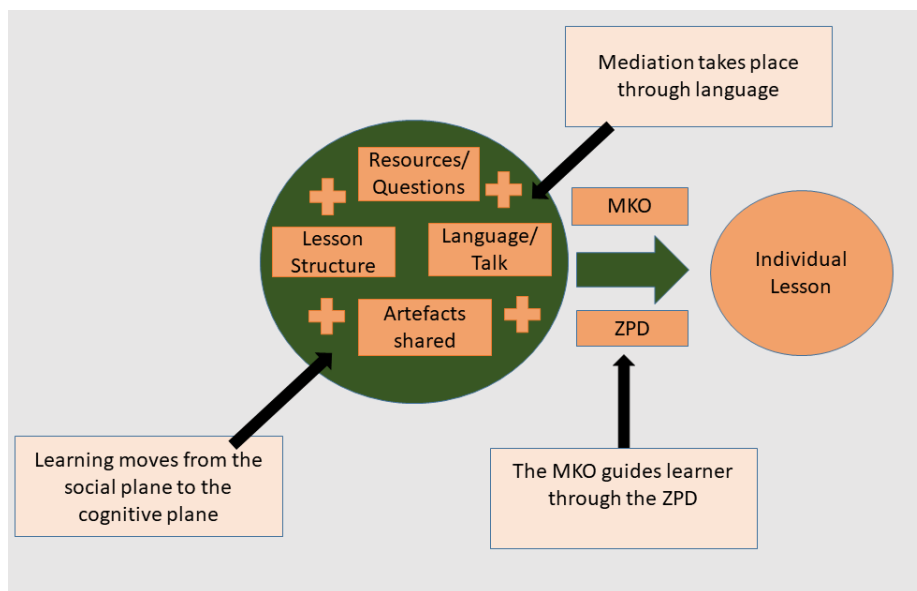 Mediation takes place
through language
Resources/
Questions
MKO
Lesson
Structure
Language/
Talk
Individual
Lesson
Artefacts
shared
ZPD
Learning moves from the
social plane to the
cognitive plane
The MKO guides learner
through the ZPD